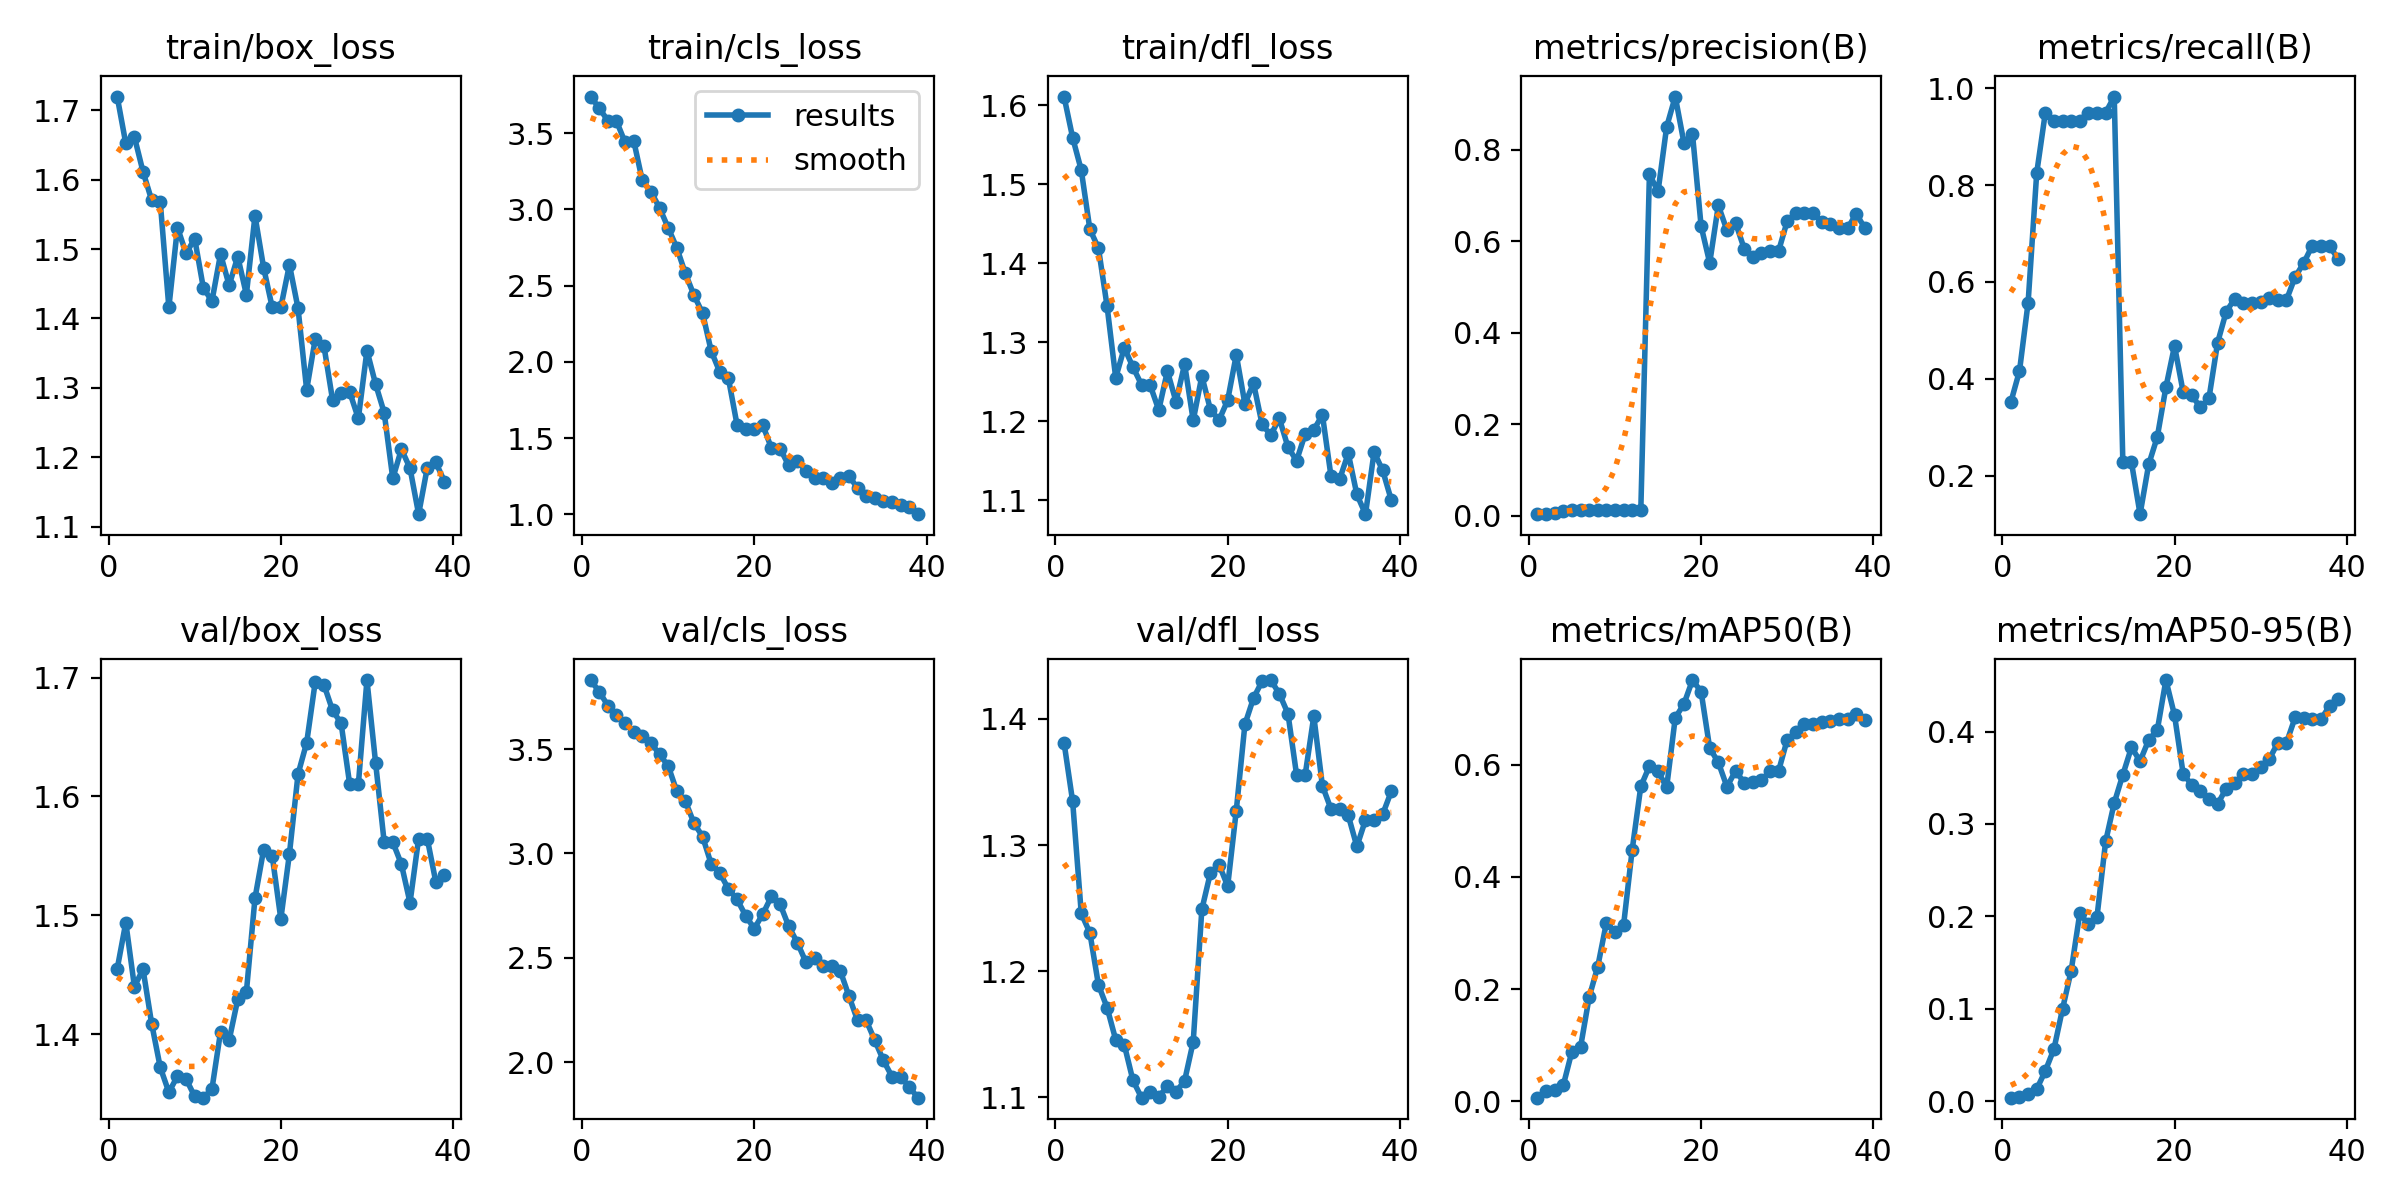 train/box_loss
train/cls_loss
train/dfl_loss
metrics/precision(B)
metrics/recall(B)
1.7
1.6
1.5
1.4
1.3
1.2
1.1
0 20 40
results
smooth
3.5
3.0
2.5
2.0
1.5
1.0
0 20 40
1.6
1.5
1.4
1.3
1.2
1.1
0 20 40
0.8
0.6
0.4
0.2
0.0
0 20 40
1.0
0.8
0.6
0.4
0.2
0 20 40
val/box_loss
val/cls_loss
val/dfl_loss
metrics/mAP50(B)
metrics/mAP50-95(B)
1.7
1.6
1.5
1.4
0 20 40
3.5
3.0
2.5
2.0
0 20 40
1.4
1.3
1.2
1.1
0 20 40
0.6
0.4
0.2
0.0
0 20 40
0.4
0.3
0.2
0.1
0.0
0 20 40